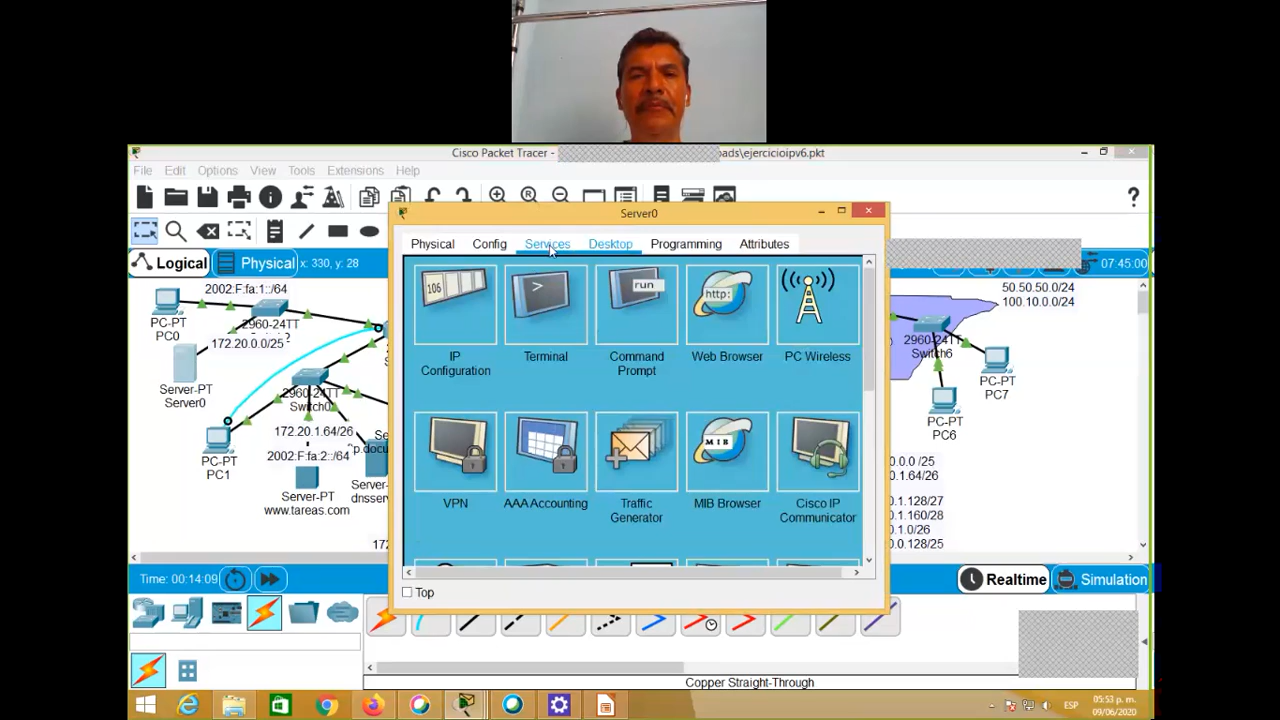 Cisco Packet Tracer - 
oads\ejercicioipv6.pkt
File Edit Options View Tools Extensions Help
?
Server0
Physical Config Services Desktop Programming Attributes
Logical Physical x: 330, y: 28
07:45:00
2002:F:fa:1::/64
PC-PT
PC0
2960-24TT
172.20.0.0/25
Server-PT
Server0
2960-24TT
Switch0
172.20.1.64/26
2002:F:fa:2::/64
PC-PT
PC1
Server-PT
www.tareas.com
dnsserv
106
IP
Configuration
Terminal
run
Command
Prompt
http:
Web Browser
PC Wireless
VPN
AAA Accounting
Traffic
Generator
MIB
MIB Browser
Cisco IP
Communicator
Top
50.50.50.0/24
100.10.0.0/24
2960-24TT
Switch6
PC-PT
PC7
PC-PT
PC6
.0.0.0 /25
.1.64/26
.1.128/27
.1.160/28
.1.0/26
.0.128/25
Time: 00:14:09
Realtime Simulation
Copper Straight-Through
ESP
05:53 p. m.
09/06/2020